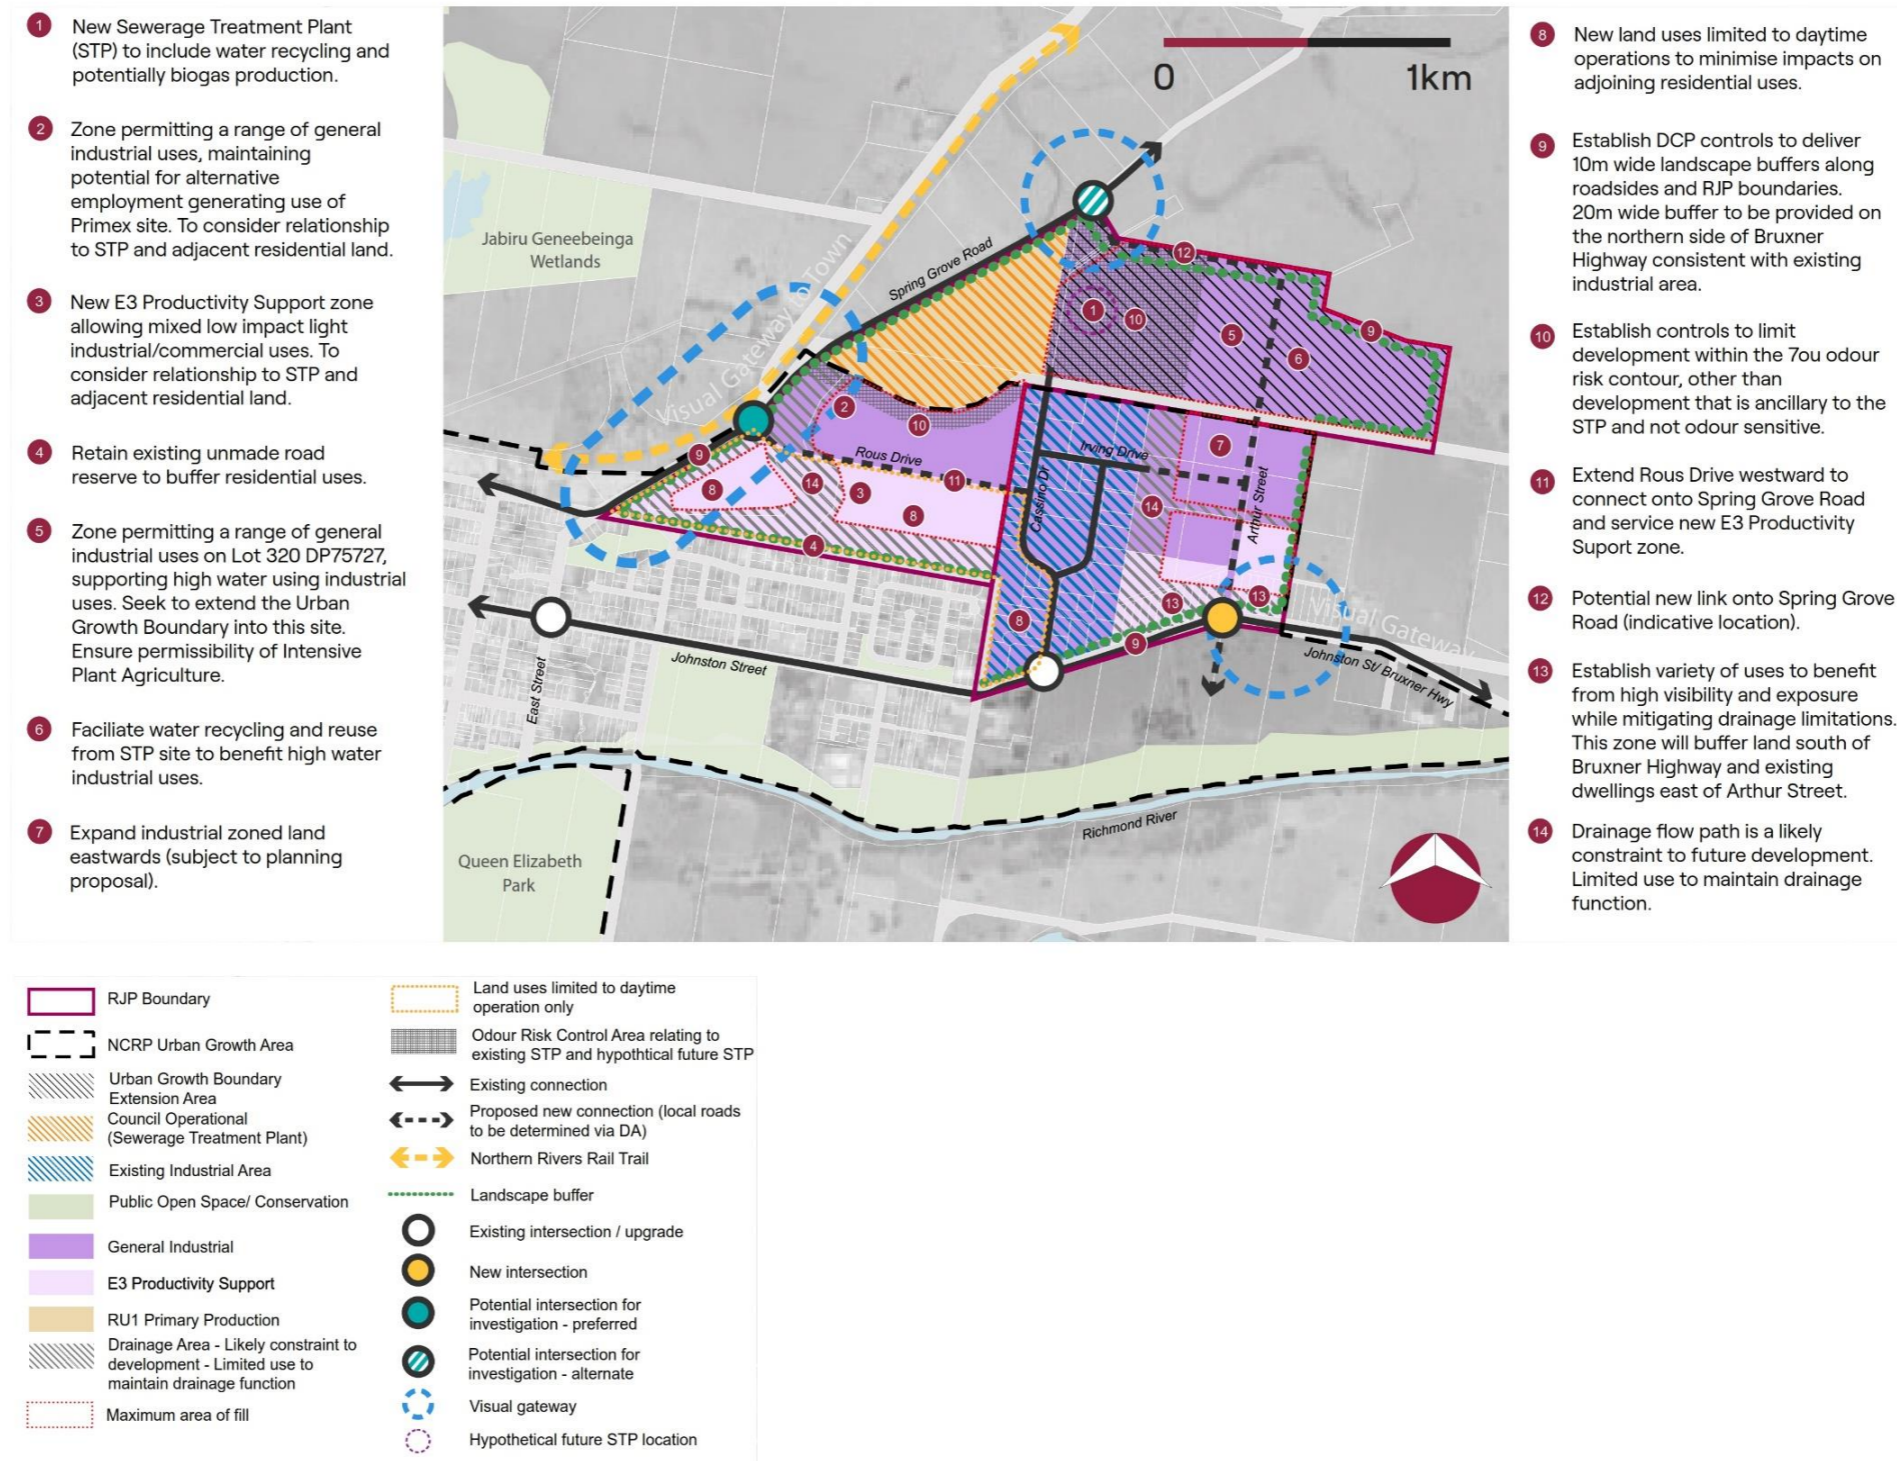 1
New Sewerage Treatment Plant
(STP) to include water recycling and
potentially biogas production.
2
Zone permitting a range of general
industrial uses, maintaining
potential for alternative
employment generating use of
Primex site. To consider relationship
to STP and adjacent residential land.
3
New E3 Productivity Support zone
allowing mixed low impact light
industrial/commercial uses. To
consider relationship to STP and
adjacent residential land.
4
Retain existing unmade road
reserve to buffer residential uses.
5
Zone permitting a range of general
industrial uses on Lot 320 DP75727,
supporting high water using industrial
uses. Seek to extend the Urban
Growth Boundary into this site.
Ensure permissibility of Intensive
Plant Agriculture.
6
Faciliate water recycling and reuse
from STP site to benefit high water
industrial uses.
7
Expand industrial zoned land
eastwards (subject to planning
proposal).
0
1km
Jabiru Geneebeinga
Wetlands
Visual Gateway to Town
Spring Grove Road
12
1
10
5
6
9
2
10
Rous Drive
11
9
8
14
3
8
4
Irving Drive
Cassino Dr
7
14
Arthur Street
13
13
8
9
Visual Gateway
Johnston St/ Bruxner Hwy
East Street
Johnston Street
Richmond River
Queen Elizabeth
Park
8
New land uses limited to daytime
operations to minimise impacts on
adjoining residential uses.
9
Establish DCP controls to deliver
10m wide landscape buffers along
roadsides and RJP boundaries.
20m wide buffer to be provided on
the northern side of Bruxner
Highway consistent with existing
industrial area.
10
Establish controls to limit
development within the 7ou odour
risk contour, other than
development that is ancillary to the
STP and not odour sensitive.
11
Extend Rous Drive westward to
connect onto Spring Grove Road
and service new E3 Productivity
Suport zone.
12
Potential new link onto Spring Grove
Road (indicative location).
13
Establish variety of uses to benefit
from high visibility and exposure
while mitigating drainage limitations.
This zone will buffer land south of
Bruxner Highway and existing
dwellings east of Arthur Street.
14
Drainage flow path is a likely
constraint to future development.
Limited use to maintain drainage
function.
RJP Boundary
NCRP Urban Growth Area
Urban Growth Boundary
Extension Area
Council Operational
(Sewerage Treatment Plant)
Existing Industrial Area
Public Open Space/ Conservation
General Industrial
E3 Productivity Support
RU1 Primary Production
Drainage Area - Likely constraint to
development - Limited use to
maintain drainage function
Maximum area of fill
Land uses limited to daytime
operation only
Odour Risk Control Area relating to
existing STP and hypothtical future STP
Existing connection
Proposed new connection (local roads
to be determined via DA)
Northern Rivers Rail Trail
Landscape buffer
Existing intersection / upgrade
New intersection
Potential intersection for
investigation - preferred
Potential intersection for
investigation - alternate
Visual gateway
Hypothetical future STP location